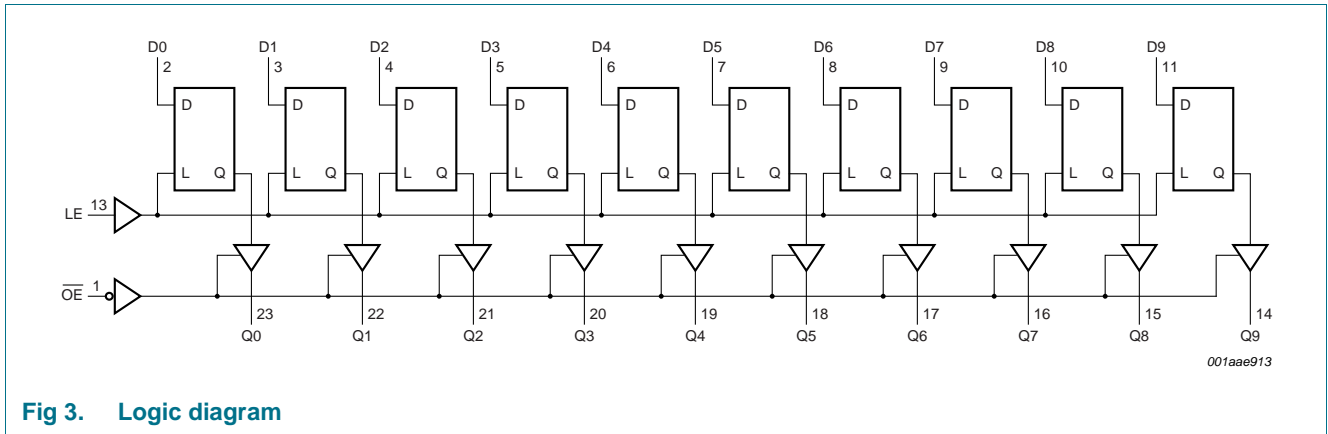 D0 D1 D2 D3 D4 D5 D6 D7 D8 D9
2 3 4 5 6 7 8 9 10 11
D D D D D D D D D D
L Q L Q L Q L Q L Q L Q L Q L Q L Q L Q
LE 13
OE 1
23 22 21 20 19 18 17 16 15 14
Q0 Q1 Q2 Q3 Q4 Q5 Q6 Q7 Q8 Q9
001aae913
Fig 3. Logic diagram